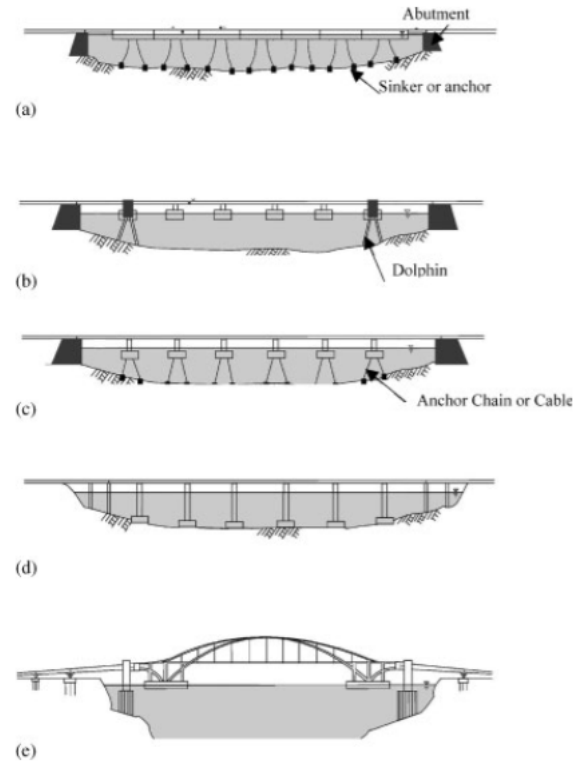 Abutment
Sinker or anchor
(a)
Dolphin
(b)
Anchor Chain or Cable
(c)
(d)
(e)